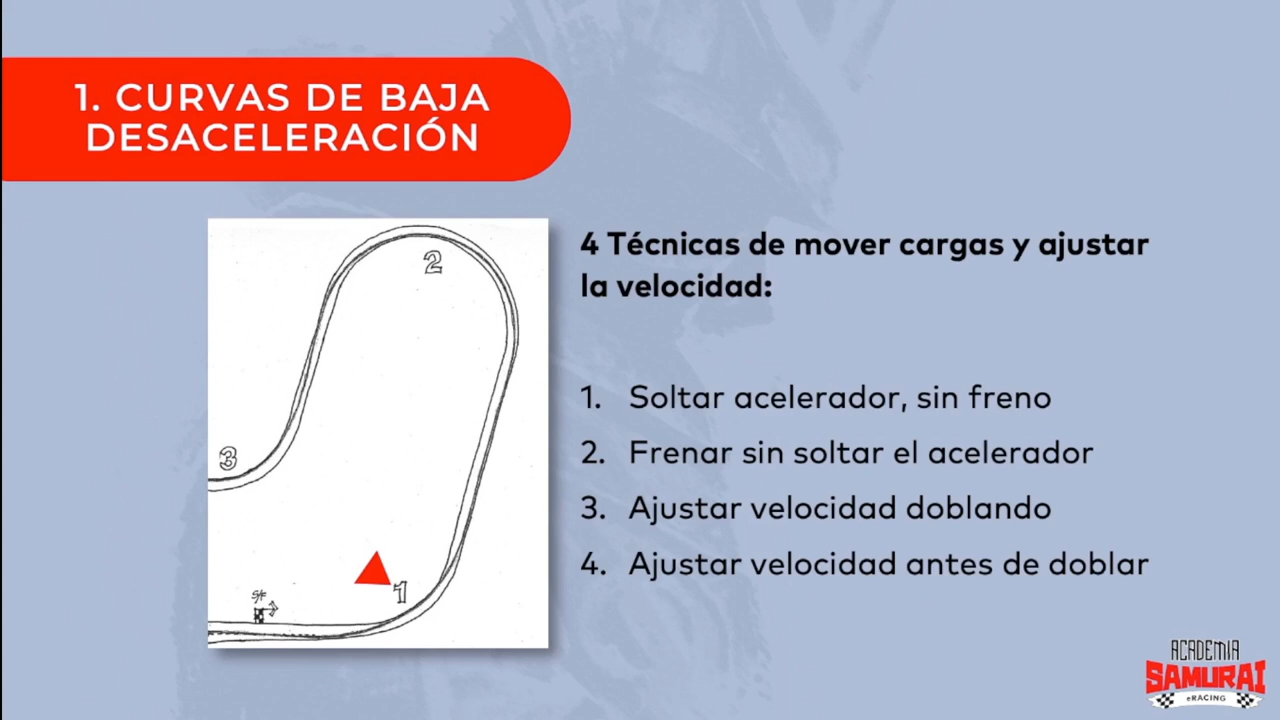 1. CURVAS DE BAJA
DESACELERACIÓN
4 Técnicas de mover cargas y ajustar
la velocidad:
1. Soltar acelerador, sin freno
2. Frenar sin soltar el acelerador
3. Ajustar velocidad doblando
4. Ajustar velocidad antes de doblar
2
3
1
S/F
ACADEMIA
SAMURAI
eRACING